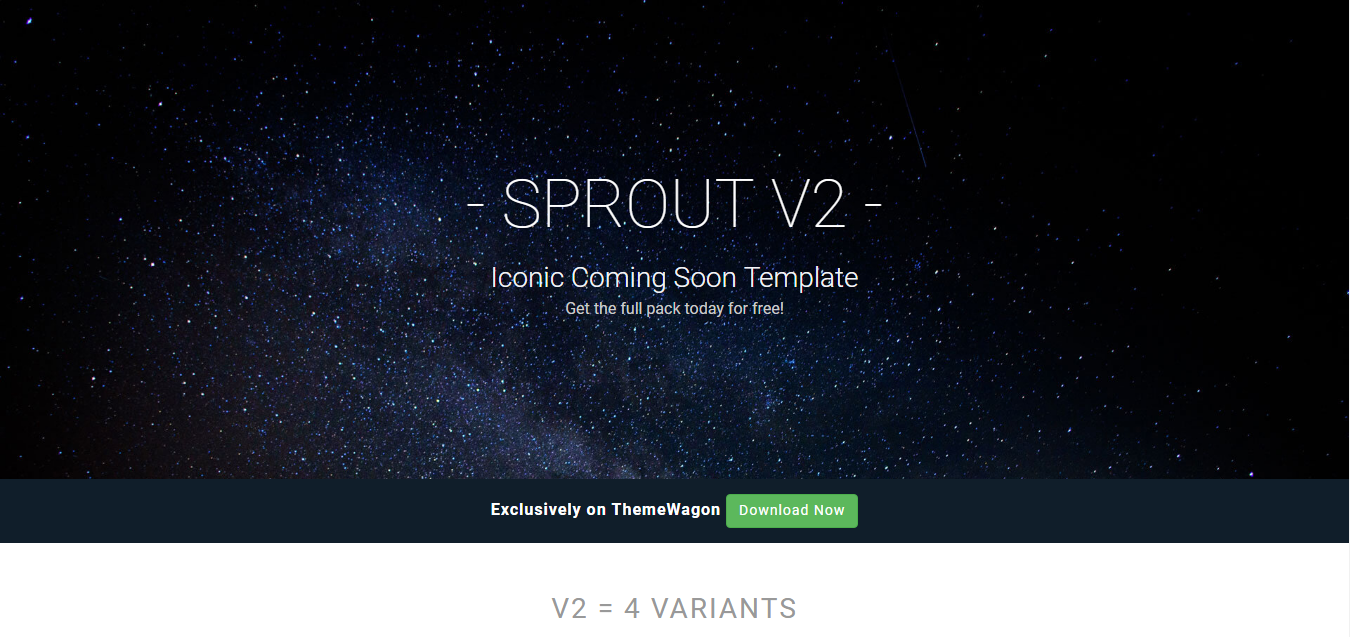 - SPROUT V2 -
Iconic Coming Soon Template
Get the full pack today for free!
Exclusively on ThemeWagon Download Now
V2 = 4 VARIANTS